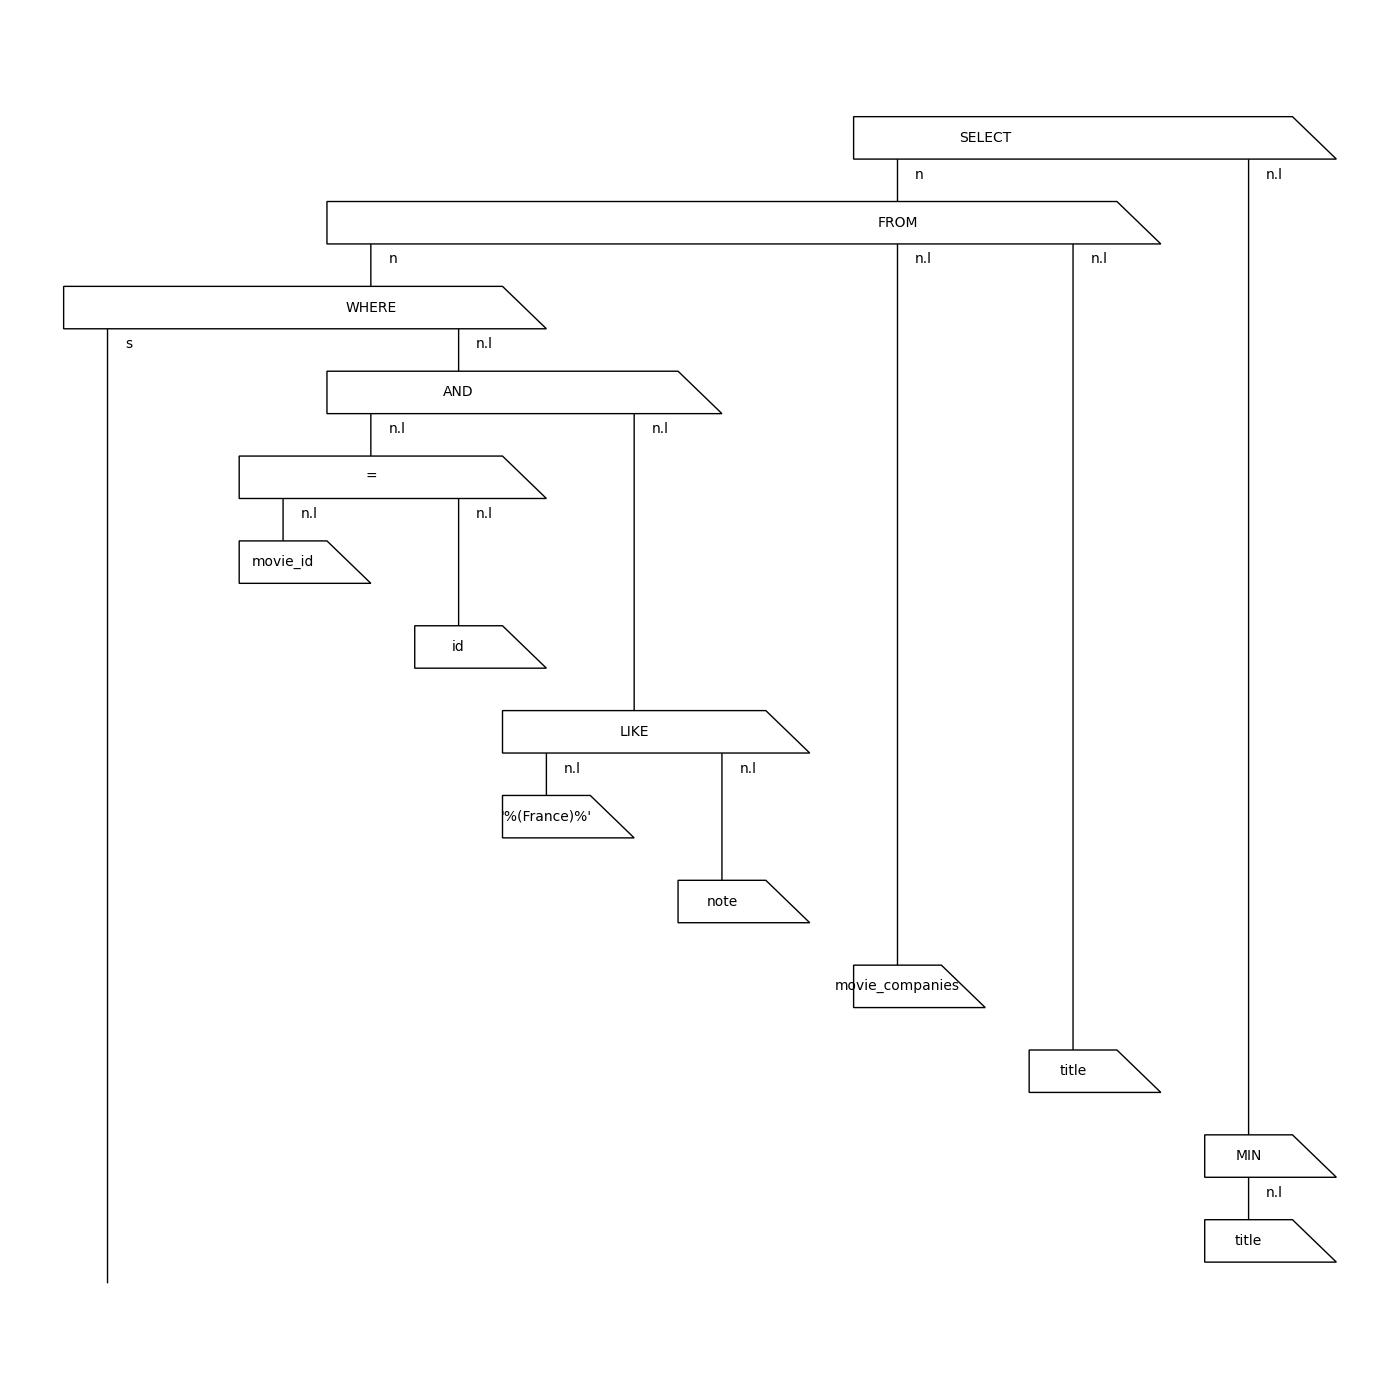 SELECT
n n.l
FROM
n n.l n.l
WHERE
s n.l
AND
n.l n.l
=
n.l n.l
movie_id
id
LIKE
n.l n.l
'%(France)%'
note
movie_companies
title
MIN
n.l
title